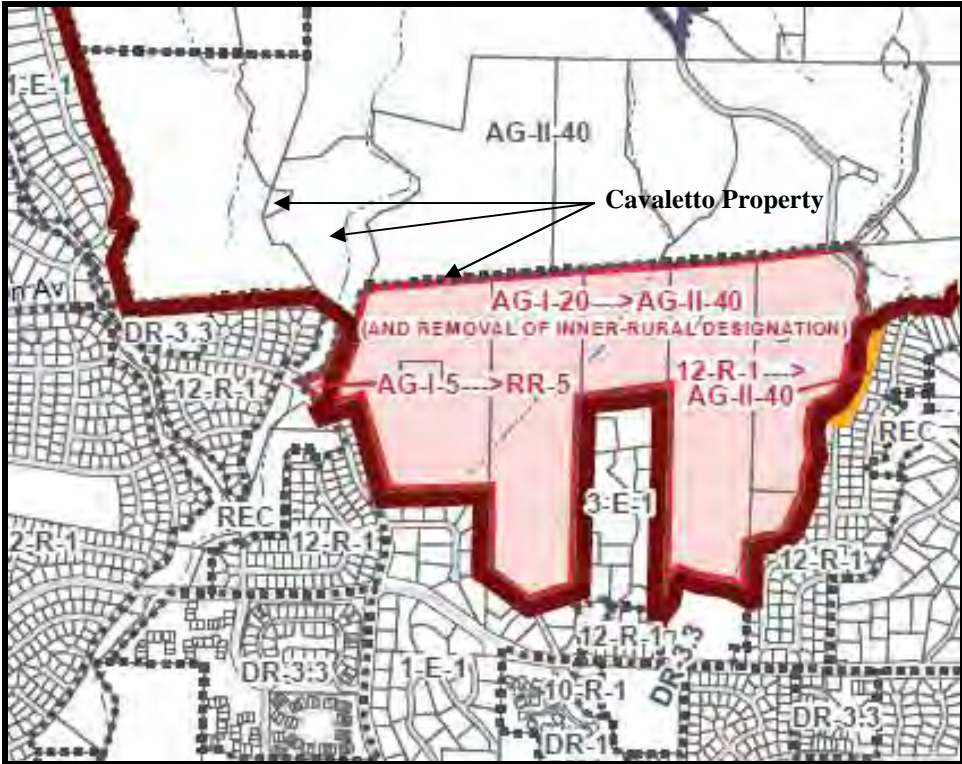 1-E-1
AG-II-40
Cavaletto Property
n Av
AG-I-20--->AG-II-40
(AND REMOVAL OF INNER-RURAL DESIGNATION)
DR-3.3
12-R-1
AG-I-5--->RR-5
12-R-1--->
AG-II-40
REC
3-E-1
REC
2-R-1
12-R-1
12-R-1
12-R-1
DR-3.3
1-E-1
10-R-1
DR-3.3
DR-1